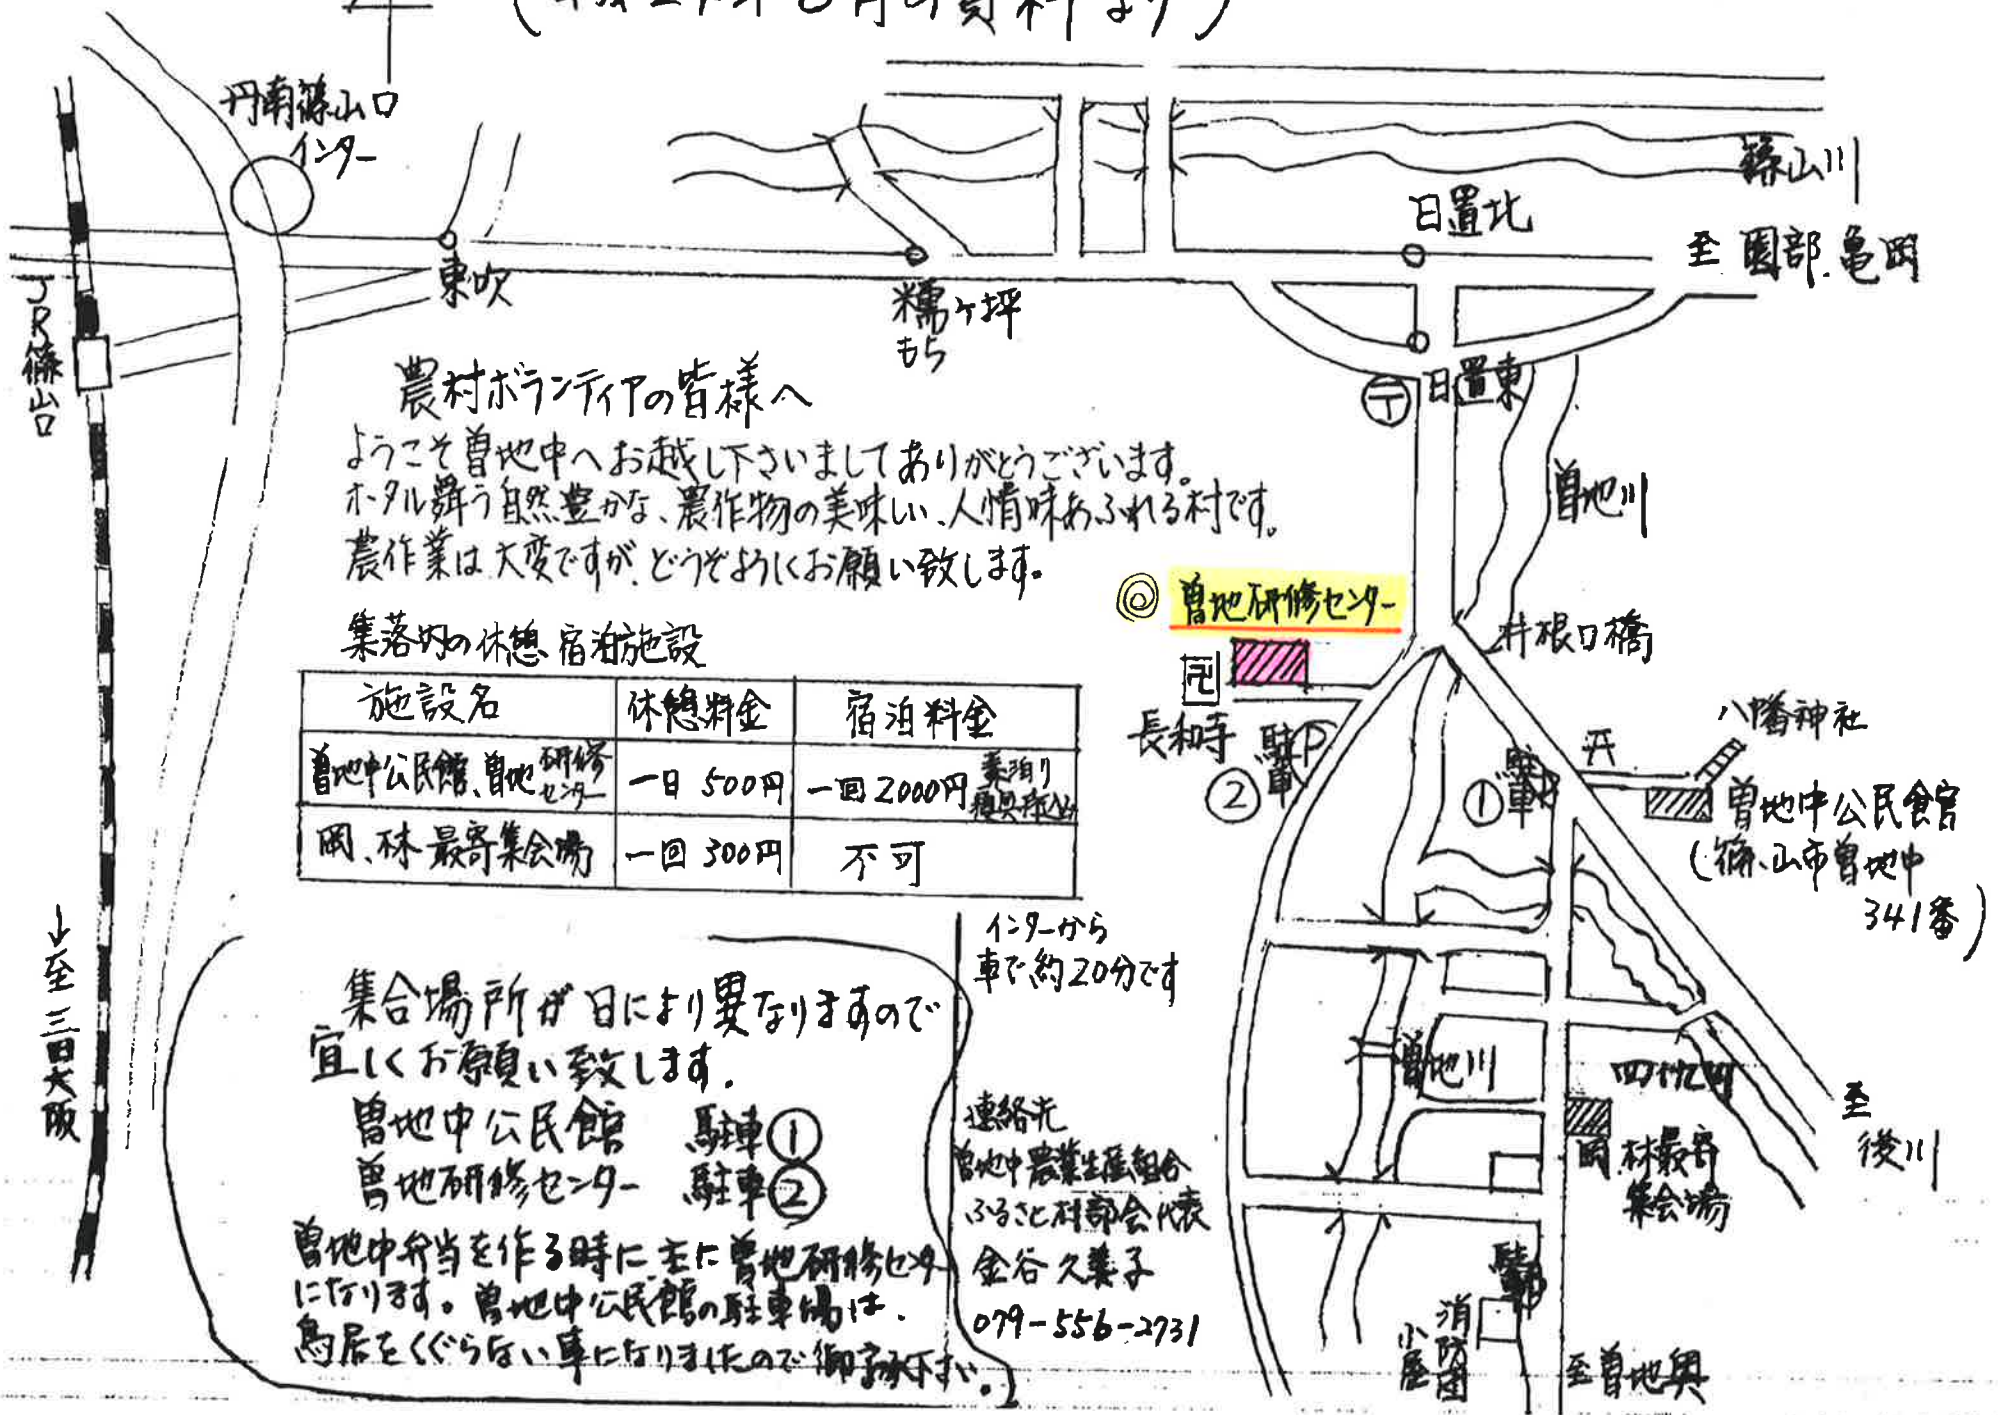 月の資料より)
丹南篠山口
インター
篠山川
日置北
至 園部.亀岡
東吹
糯ヶ坪
もち
JR篠山口
日置東
〒
農村ボランティアの皆様へ
ようこそ曽地中へお越し下さいましてありがとうございます。
ホタル舞う自然豊かな、農作物の美味しい、人情味あふれる村です。
農作業は大変ですが、どうぞよろしくお願い致します。
曽地川
◎ 曽地研修センター
井根口橋
卍
長和寺
駐車P
②
八幡神社
①
駐車P
曽地中公民館
(篠山市曽地中
341番)
集落内の休憩 宿泊施設
施設名 休憩料金 宿泊料金
曽地中公民館、曽地研修センター 一日 500円 一回 2000円 素泊り
岡、林 最寄集会場 一回 300円 不可
インターから
車で約20分です
↓至三田大阪
集合場所が日により異なりますので
宜しくお願い致します.
曽地中公民館 駐車①
曽地研修センター 駐車②
曽地中弁当を作る時に主に曽地研修センター
になります。曽地中公民館の駐車場は、
鳥居をくぐらない事になりましたので御了承下さい。
連絡先
曽地中農業生産組合
ふるさと村部会代表
金谷久美子
079-556-2731
曽地川
至
後川
岡 林最寄
集会場
駐車
消防団
小屋
至曽地奥